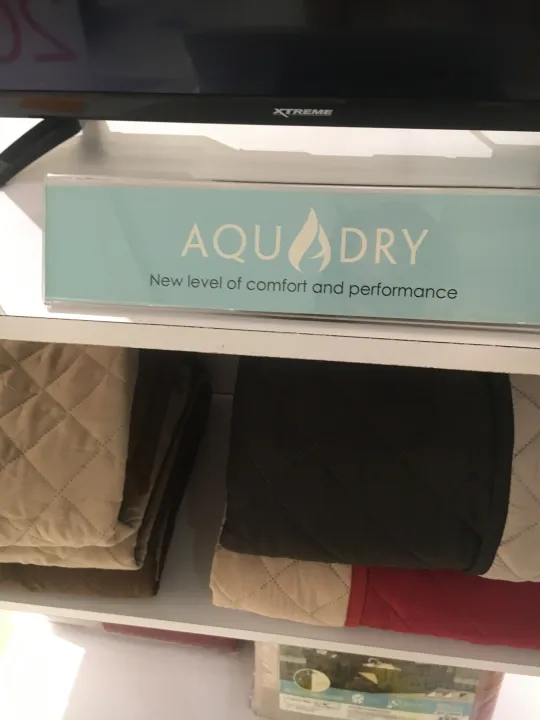 XTREME
AQUADRY
New level of comfort and performance